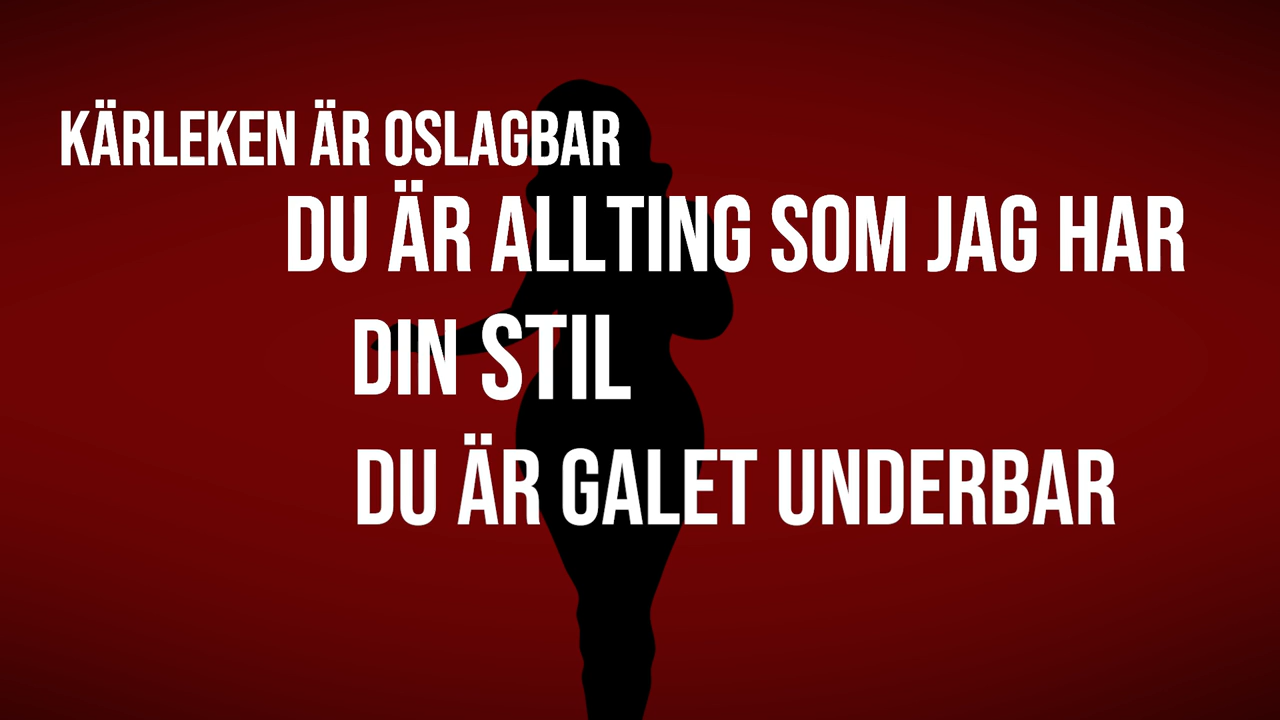 KÄRLEKEN ÄR OSLAGBAR
DU ÄR ALLTING SOM JAG HAR
DIN STIL
DU ÄR GALET UNDERBAR